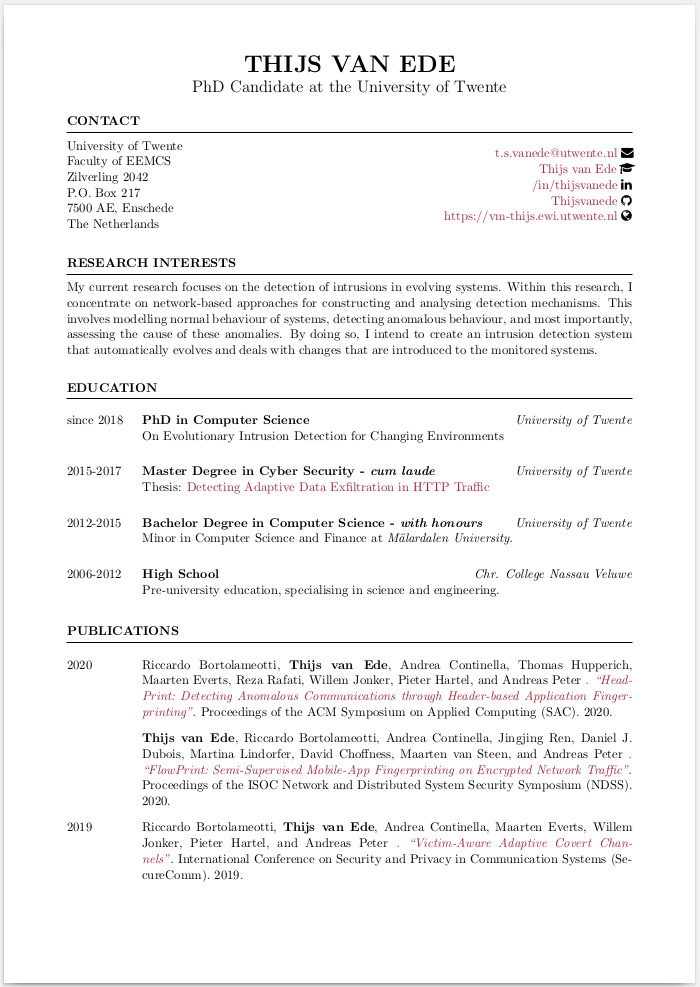 THIJS VAN EDE
PhD Candidate at the University of Twente
CONTACT
University of Twente
Faculty of EEMCS
Zilverling 2042
P.O. Box 217
7500 AE, Enschede
The Netherlands
t.s.vanede@utwente.nl
Thijs van Ede
/in/thijsvanede
Thijsvanede
https://vm-thijs.ewi.utwente.nl
RESEARCH INTERESTS
My current research focuses on the detection of intrusions in evolving systems. Within this research, I
concentrate on network-based approaches for constructing and analysing detection mechanisms. This
involves modelling normal behaviour of systems, detecting anomalous behaviour, and most importantly,
assessing the cause of these anomalies. By doing so, I intend to create an intrusion detection system
that automatically evolves and deals with changes that are introduced to the monitored systems.
EDUCATION
since 2018 PhD in Computer Science University of Twente
On Evolutionary Intrusion Detection for Changing Environments
2015-2017 Master Degree in Cyber Security - cum laude University of Twente
Thesis: Detecting Adaptive Data Exfiltration in HTTP Traffic
2012-2015 Bachelor Degree in Computer Science - with honours University of Twente
Minor in Computer Science and Finance at Mälardalen University.
2006-2012 High School Chr. College Nassau Veluwe
Pre-university education, specialising in science and engineering.
PUBLICATIONS
2020 Riccardo Bortolameotti, Thijs van Ede, Andrea Continella, Thomas Hupperich,
Maarten Everts, Reza Rafati, Willem Jonker, Pieter Hartel, and Andreas Peter . “Head-
Print: Detecting Anomalous Communications through Header-based Application Finger-
printing”. Proceedings of the ACM Symposium on Applied Computing (SAC). 2020.
Thijs van Ede, Riccardo Bortolameotti, Andrea Continella, Jingjing Ren, Daniel J.
Dubois, Martina Lindorfer, David Choffness, Maarten van Steen, and Andreas Peter .
“FlowPrint: Semi-Supervised Mobile-App Fingerprinting on Encrypted Network Traffic”.
Proceedings of the ISOC Network and Distributed System Security Symposium (NDSS).
2020.
2019 Riccardo Bortolameotti, Thijs van Ede, Andrea Continella, Maarten Everts, Willem
Jonker, Pieter Hartel, and Andreas Peter . “Victim-Aware Adaptive Covert Chan-
nels”. International Conference on Security and Privacy in Communication Systems (Se-
cureComm). 2019.